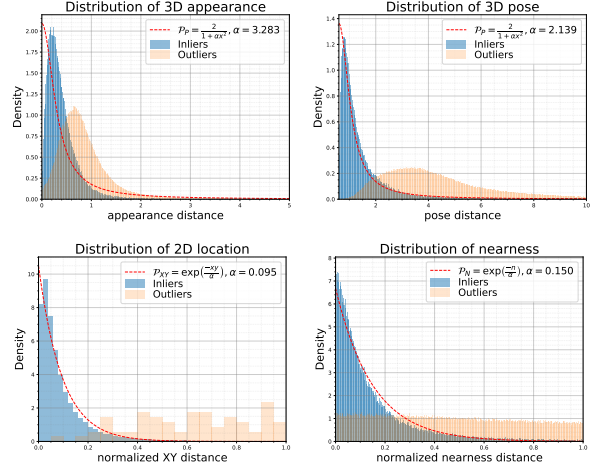 Distribution of 3D appearance
Density
2.00
1.75
1.50
1.25
1.00
0.75
0.50
0.25
0.00
0
1
2
3
4
5
appearance distance
𝒫_P = 2/(1+αx²), α = 3.283
Inliers
Outliers
Distribution of 3D pose
Density
1.4
1.2
1.0
0.8
0.6
0.4
0.2
0.0
2
4
6
8
10
pose distance
𝒫_P = 2/(1+αx²), α = 2.139
Inliers
Outliers
Distribution of 2D location
Density
10
8
6
4
2
0
0.0
0.2
0.4
0.6
0.8
1.0
normalized XY distance
𝒫_XY = exp(−xy/α), α = 0.095
Inliers
Outliers
Distribution of nearness
Density
8
7
6
5
4
3
2
1
0
0.0
0.2
0.4
0.6
0.8
1.0
normalized nearness distance
𝒫_N = exp(−n/α), α = 0.150
Inliers
Outliers